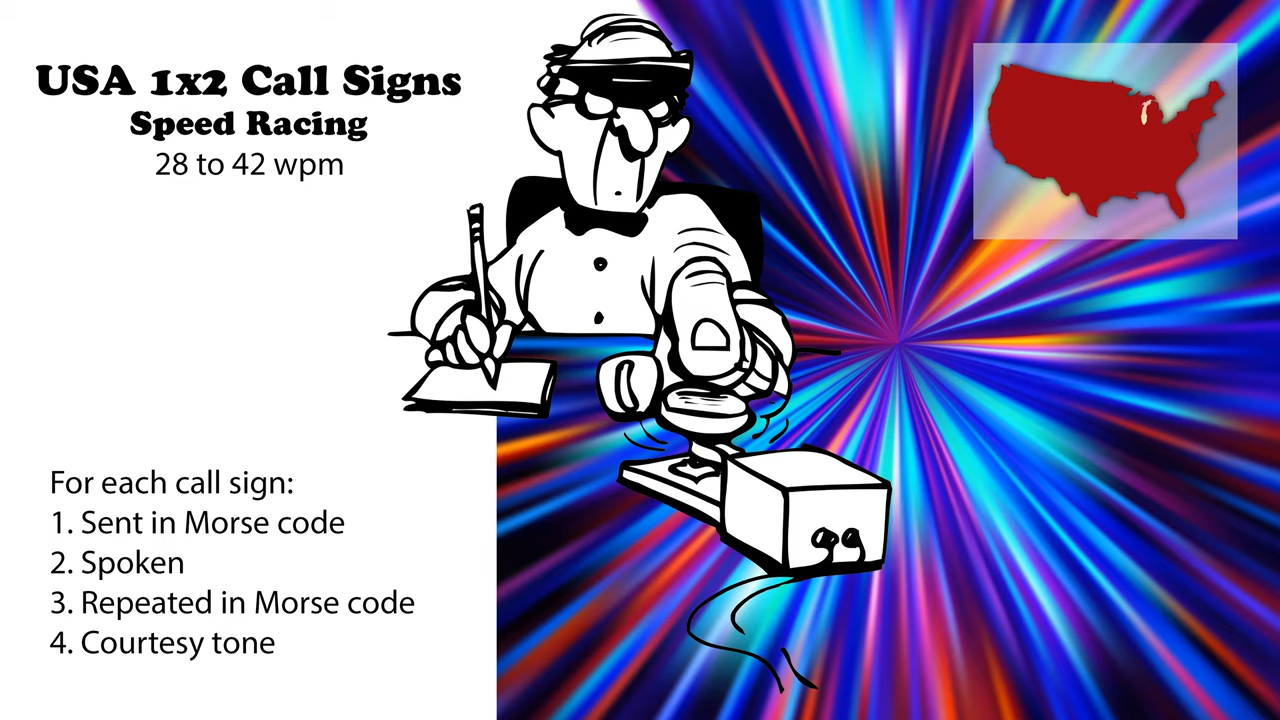 USA 1x2 Call Signs
Speed Racing
28 to 42 wpm
For each call sign:
1. Sent in Morse code
2. Spoken
3. Repeated in Morse code
4. Courtesy tone